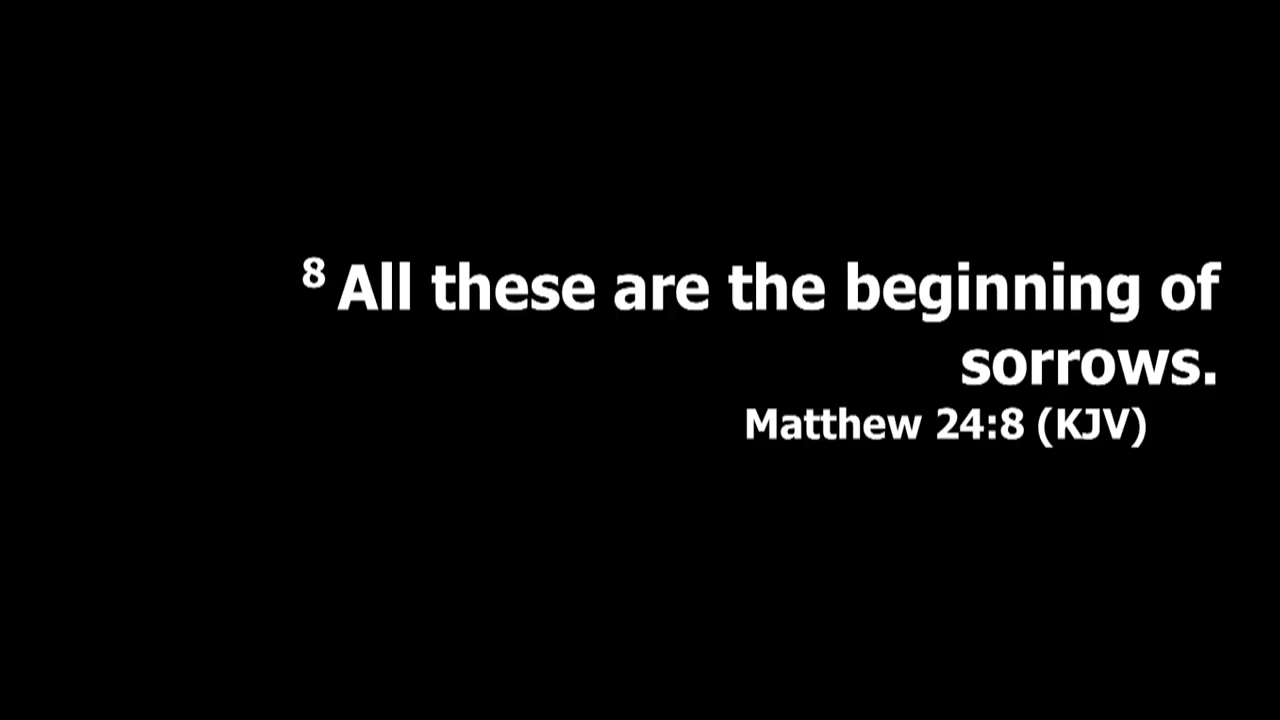 8 All these are the beginning of
sorrows.
Matthew 24:8 (KJV)